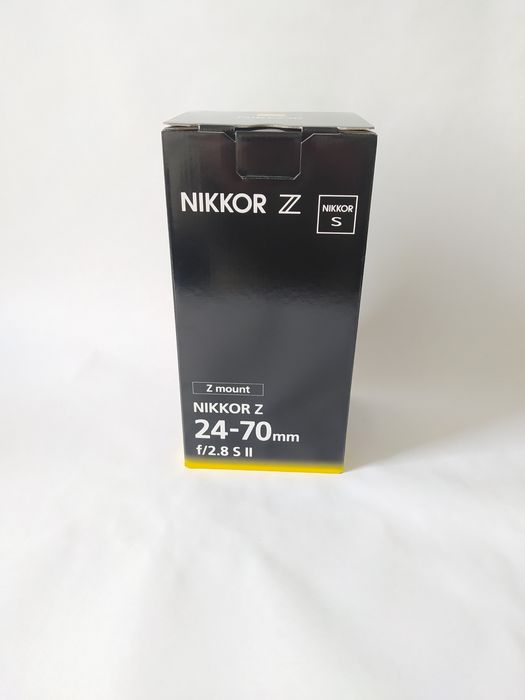 NIKKOR Z
NIKKOR
S
Z mount
NIKKOR Z
24-70mm
f/2.8 S II